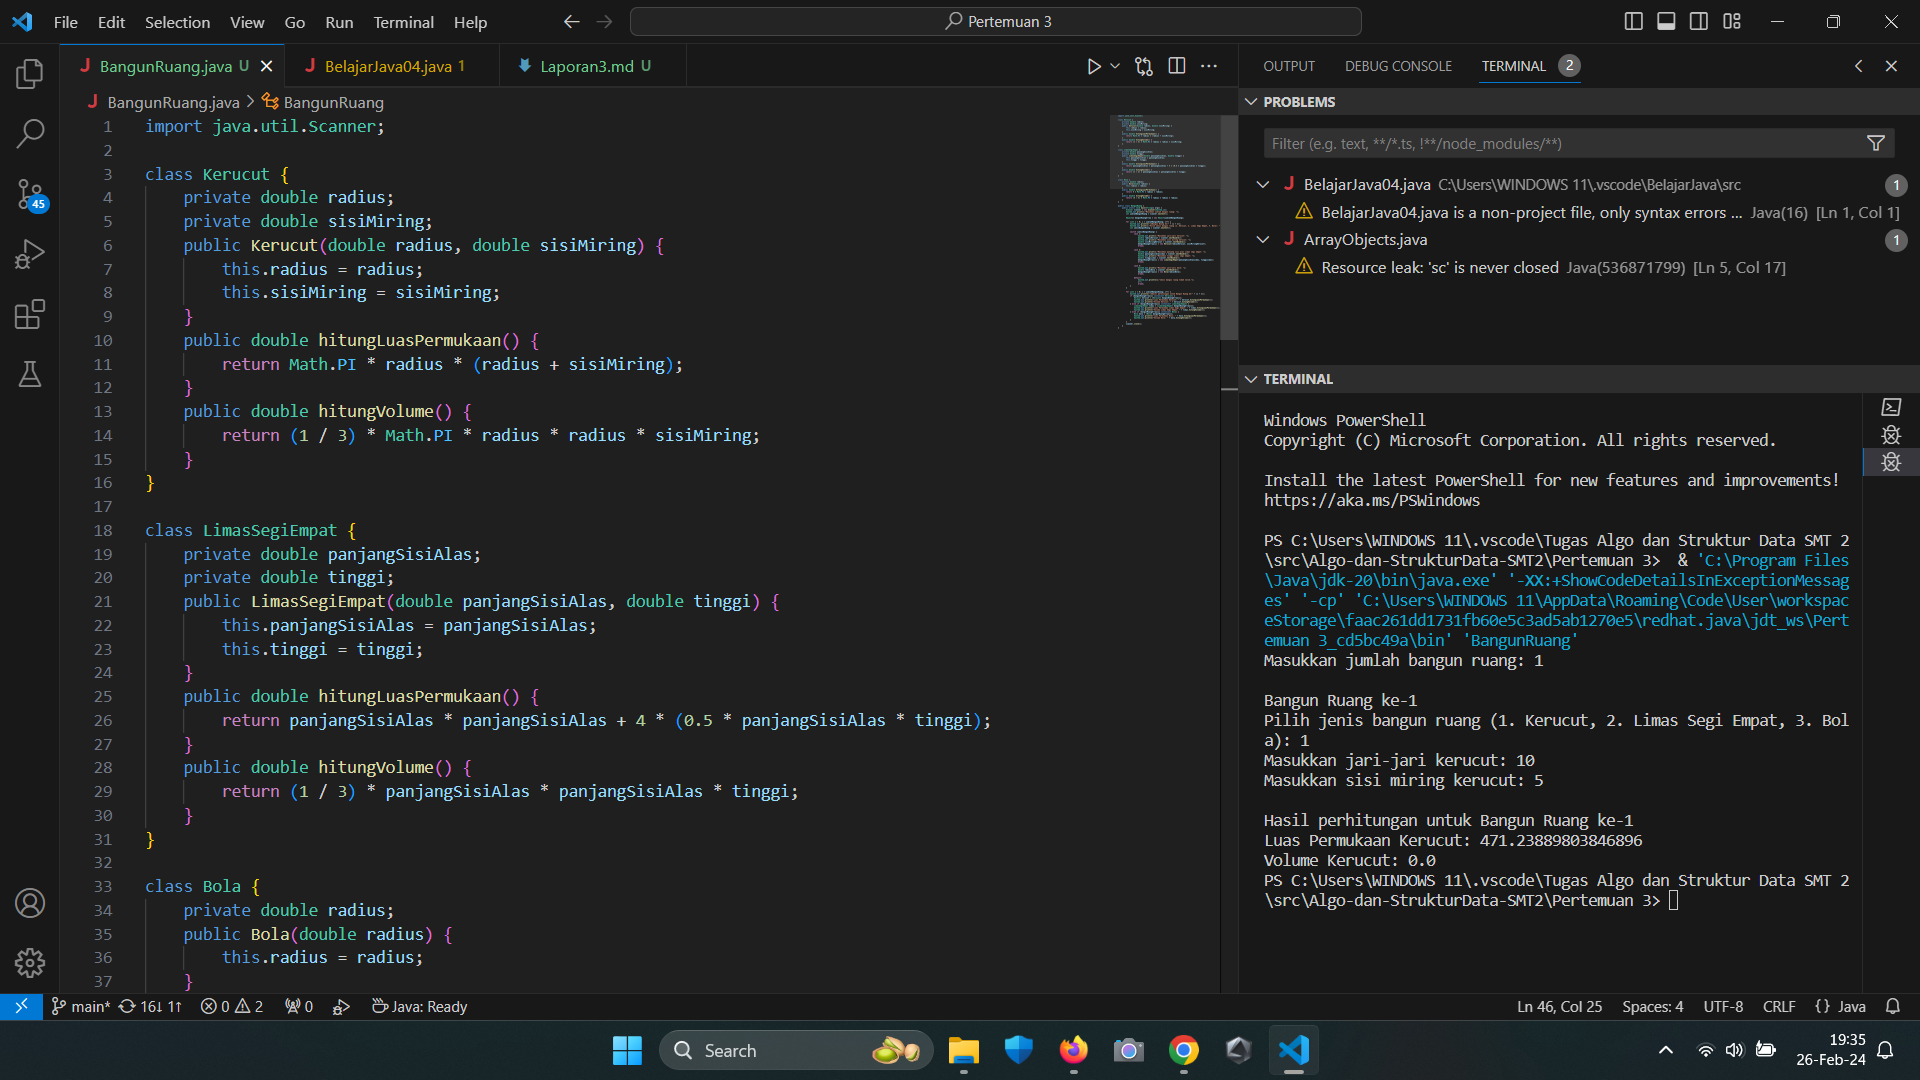 File Edit Selection View Go Run Terminal Help
Pertemuan 3
BangunRuang.java U
BelajarJava04.java 1
Laporan3.md U
BangunRuang.java > BangunRuang
1 import java.util.Scanner;
2
3 class Kerucut {
4 private double radius;
5 private double sisiMiring;
6 public Kerucut(double radius, double sisiMiring) {
7 this.radius = radius;
8 this.sisiMiring = sisiMiring;
9 }
10 public double hitungLuasPermukaan() {
11 return Math.PI * radius * (radius + sisiMiring);
12 }
13 public double hitungVolume() {
14 return (1 / 3) * Math.PI * radius * radius * sisiMiring;
15 }
16 }
17
18 class LimasSegiEmpat {
19 private double panjangSisiAlas;
20 private double tinggi;
21 public LimasSegiEmpat(double panjangSisiAlas, double tinggi) {
22 this.panjangSisiAlas = panjangSisiAlas;
23 this.tinggi = tinggi;
24 }
25 public double hitungLuasPermukaan() {
26 return panjangSisiAlas * panjangSisiAlas + 4 * (0.5 * panjangSisiAlas * tinggi);
27 }
28 public double hitungVolume() {
29 return (1 / 3) * panjangSisiAlas * panjangSisiAlas * tinggi;
30 }
31 }
32
33 class Bola {
34 private double radius;
35 public Bola(double radius) {
36 this.radius = radius;
37 }
OUTPUT DEBUG CONSOLE TERMINAL 2
PROBLEMS
Filter (e.g. text, **/*.ts, !**/node_modules/**)
BelajarJava04.java C:\Users\WINDOWS 11\.vscode\BelajarJava\src 1
BelajarJava04.java is a non-project file, only syntax errors ... Java(16) [Ln 1, Col 1]
ArrayObjects.java 1
Resource leak: 'sc' is never closed Java(536871799) [Ln 5, Col 17]
TERMINAL
Windows PowerShell
Copyright (C) Microsoft Corporation. All rights reserved.
Install the latest PowerShell for new features and improvements!
https://aka.ms/PSWindows
PS C:\Users\WINDOWS 11\.vscode\Tugas Algo dan Struktur Data SMT 2
\src\Algo-dan-StrukturData-SMT2\Pertemuan 3> & 'C:\Program Files
\Java\jdk-20\bin\java.exe' '-XX:+ShowCodeDetailsInExceptionMessag
es' '-cp' 'C:\Users\WINDOWS 11\AppData\Roaming\Code\User\workspac
eStorage\faac261dd1731fb60e5c3ad5ab1270e5\redhat.java\jdt_ws\Pert
emuan 3_cd5bc49a\bin' 'BangunRuang'
Masukkan jumlah bangun ruang: 1
Bangun Ruang ke-1
Pilih jenis bangun ruang (1. Kerucut, 2. Limas Segi Empat, 3. Bol
a): 1
Masukkan jari-jari kerucut: 10
Masukkan sisi miring kerucut: 5
Hasil perhitungan untuk Bangun Ruang ke-1
Luas Permukaan Kerucut: 471.23889803846896
Volume Kerucut: 0.0
PS C:\Users\WINDOWS 11\.vscode\Tugas Algo dan Struktur Data SMT 2
\src\Algo-dan-StrukturData-SMT2\Pertemuan 3>
45
main* 16↓ 1↑ 0 2 0 Java: Ready
Ln 46, Col 25 Spaces: 4 UTF-8 CRLF {} Java
Search
19:35
26-Feb-24